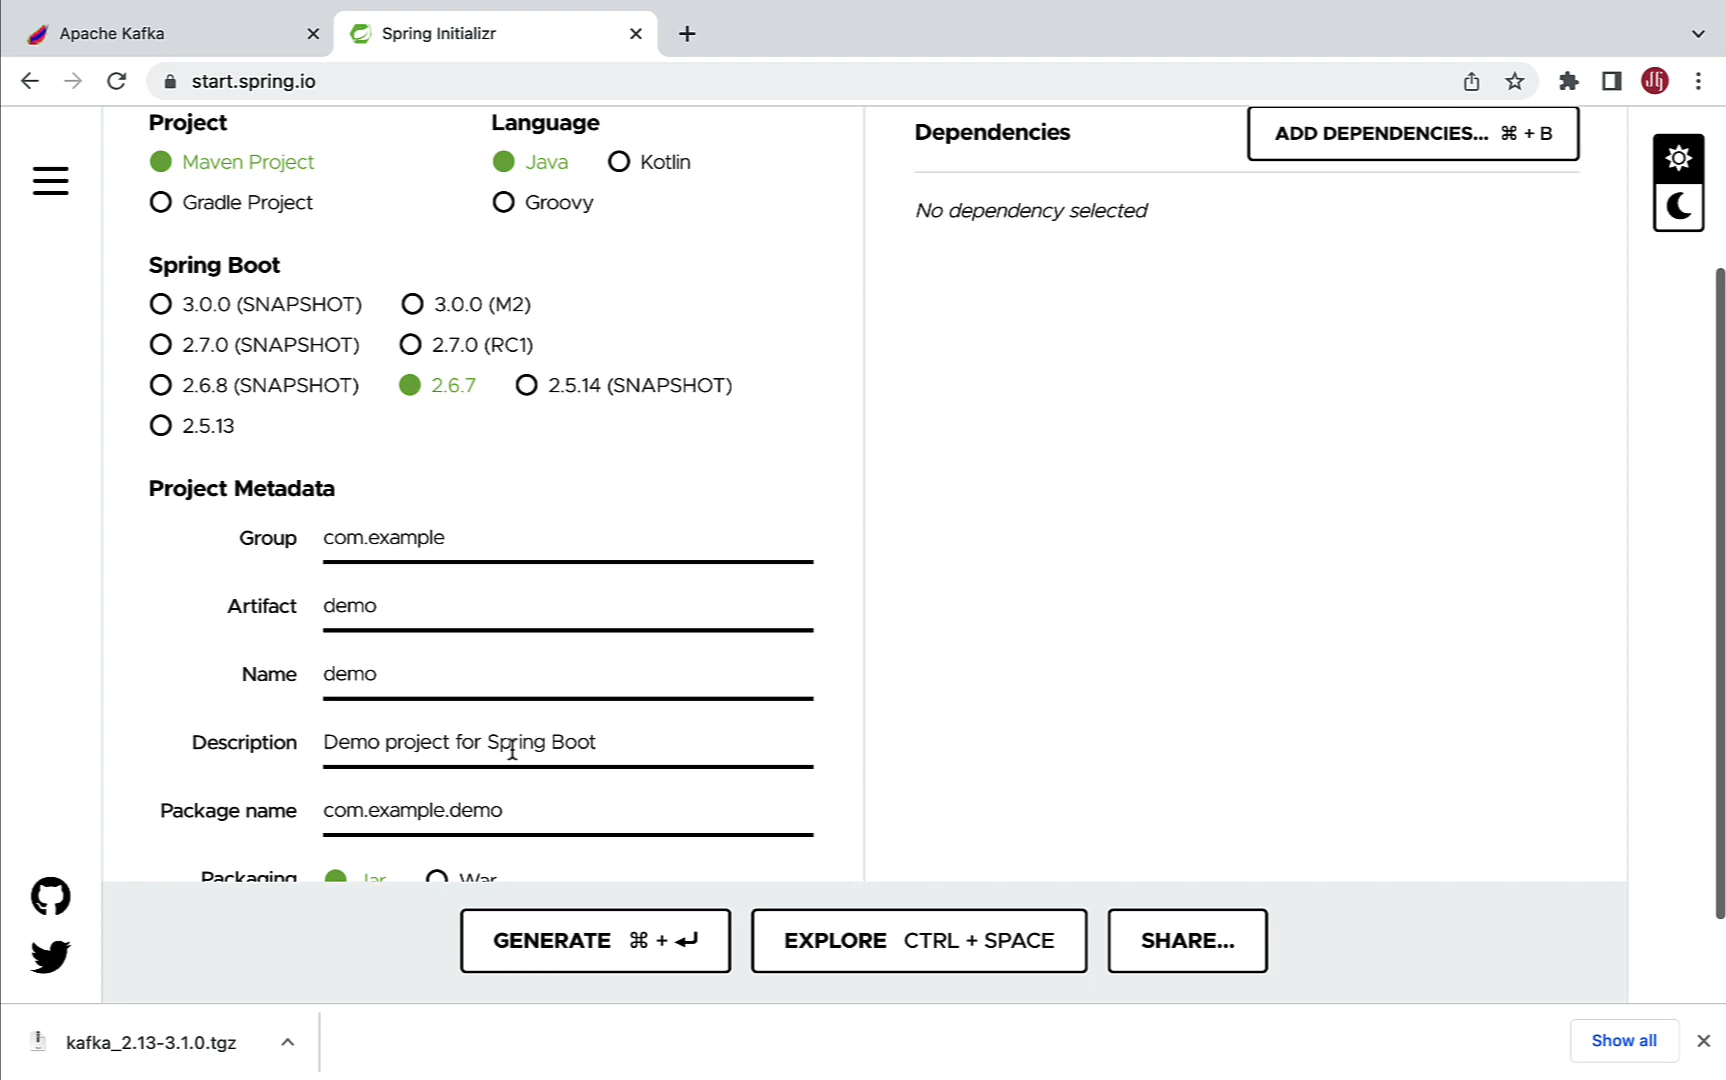 Apache Kafka
Spring Initializr
start.spring.io
Project
Language
Maven Project
Java
Kotlin
Gradle Project
Groovy
Spring Boot
3.0.0 (SNAPSHOT)
3.0.0 (M2)
2.7.0 (SNAPSHOT)
2.7.0 (RC1)
2.6.8 (SNAPSHOT)
2.6.7
2.5.14 (SNAPSHOT)
2.5.13
Project Metadata
Group com.example
Artifact demo
Name demo
Description Demo project for Spring Boot
Package name com.example.demo
Packaging Jar War
Dependencies
ADD DEPENDENCIES... ⌘ + B
No dependency selected
GENERATE ⌘ + ↵
EXPLORE CTRL + SPACE
SHARE...
kafka_2.13-3.1.0.tgz
Show all